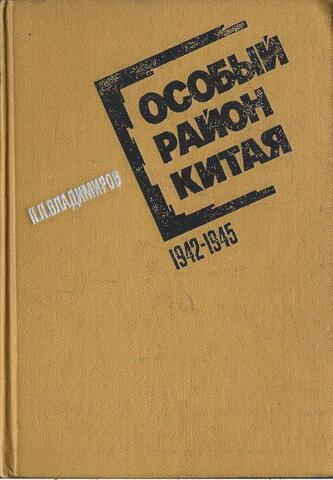 П.П.ВЛАДИМИРОВ
ОСОБЫЙ
РАЙОН
КИТАЯ
1942-1945